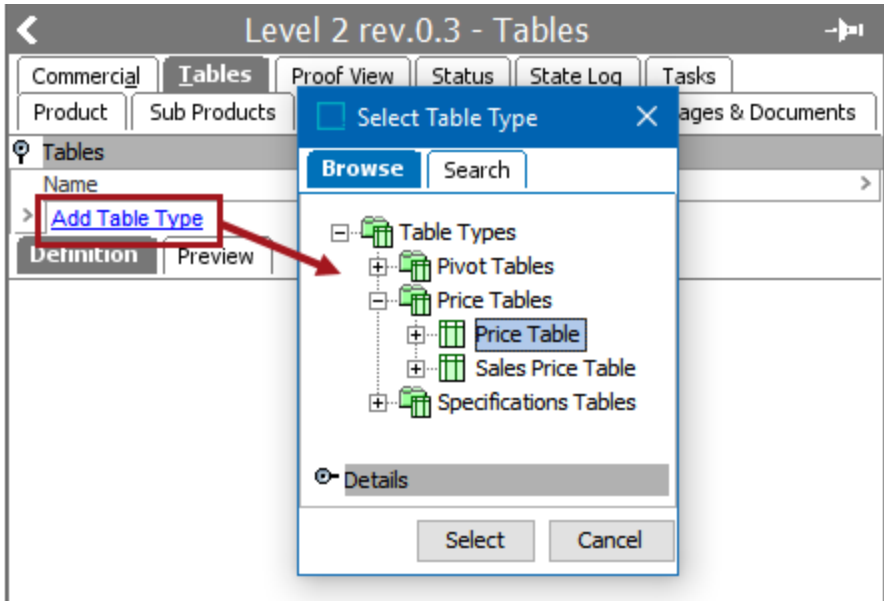 Level 2 rev.0.3 - Tables
Commercial Tables Proof View Status State Log Tasks
Product Sub Products ages & Documents
Tables
Name
Add Table Type
Definition Preview
Select Table Type
Browse Search
Table Types
Pivot Tables
Price Tables
Price Table
Sales Price Table
Specifications Tables
Details
Select Cancel